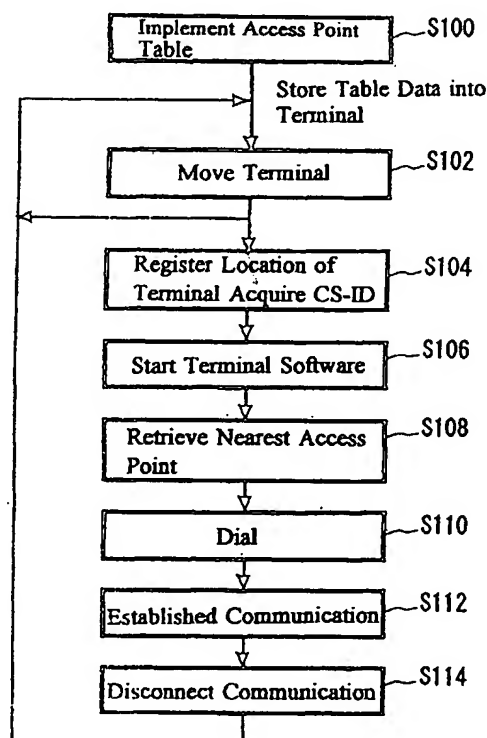 Implement Access Point
Table
S100
Store Table Data into
Terminal
Move Terminal
S102
Register Location of
Terminal Acquire CS-ID
S104
Start Terminal Software
S106
Retrieve Nearest Access
Point
S108
Dial
S110
Established Communication
S112
Disconnect Communication
S114